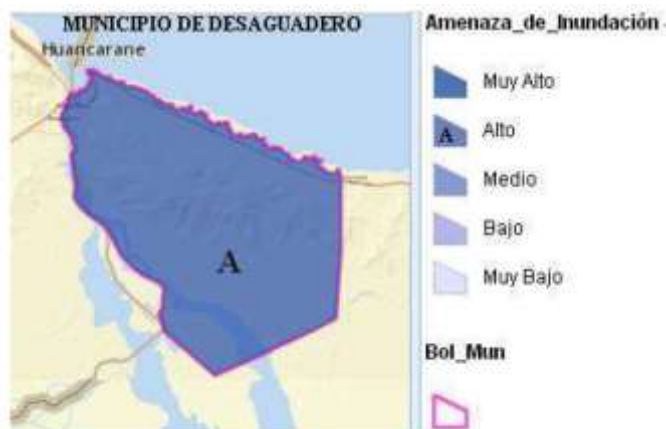 MUNICIPIO DE DESAGUADERO
Huancarane
A
Amenaza_de_Inundación
Muy Alto
A
Alto
Medio
Bajo
Muy Bajo
Bol_Mun